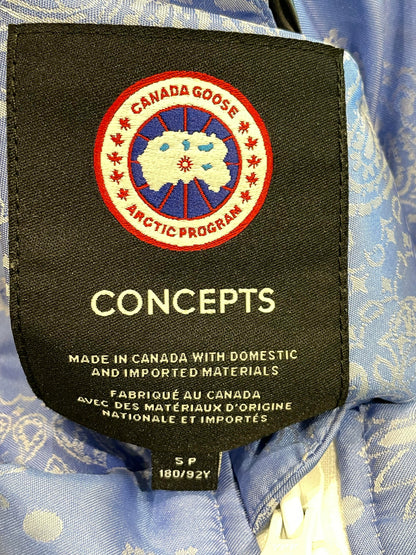 CANADA GOOSE
ARCTIC PROGRAM
CONCEPTS
MADE IN CANADA WITH DOMESTIC
AND IMPORTED MATERIALS
FABRIQUÉ AU CANADA
AVEC DES MATÉRIAUX D'ORIGINE
NATIONALE ET IMPORTÉS
S P
180/92Y